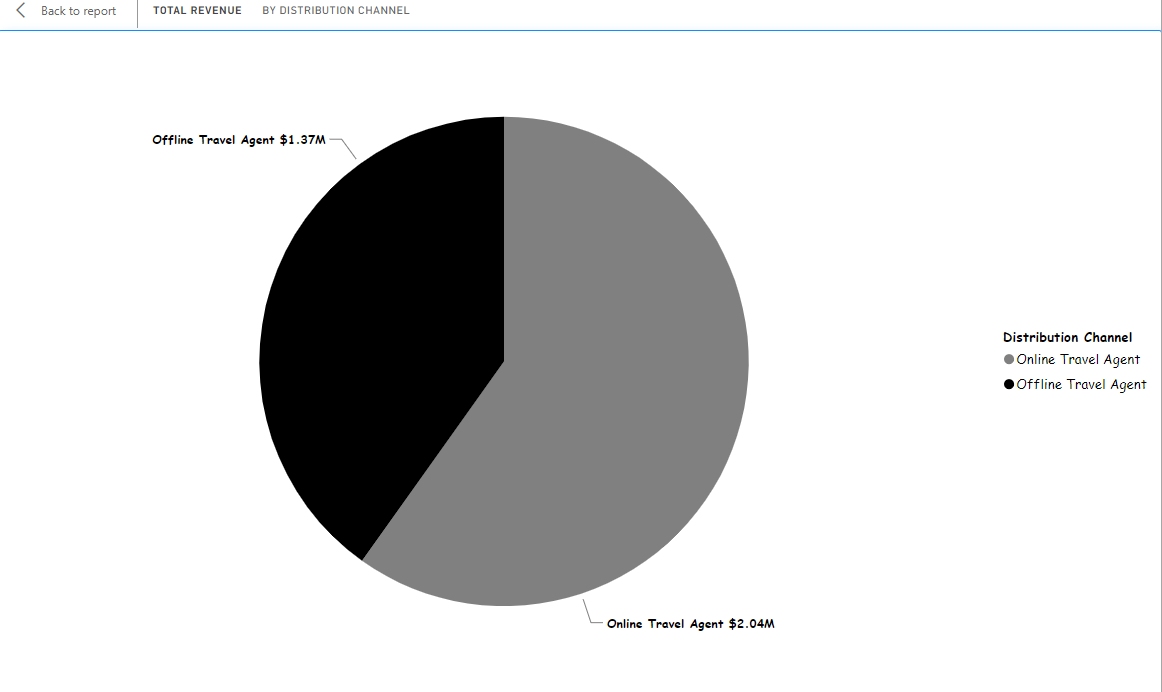 Back to report
TOTAL REVENUE
BY DISTRIBUTION CHANNEL
Offline Travel Agent $1.37M
Distribution Channel
Online Travel Agent
Offline Travel Agent
Online Travel Agent $2.04M